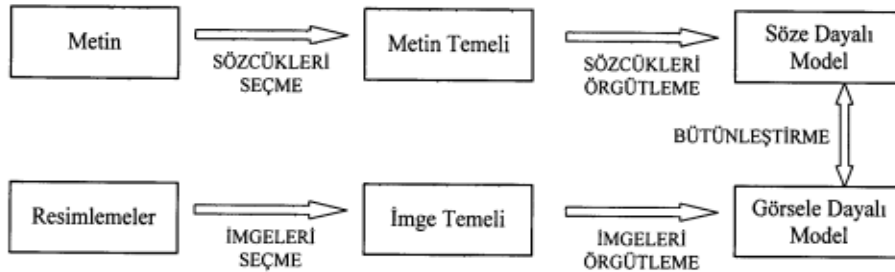 Metin
SÖZCÜKLERİ
SEÇME
Metin Temeli
SÖZCÜKLERİ
ÖRGÜTLEME
Söze Dayalı
Model
BÜTÜNLEŞTİRME
Resimlemeler
İMGELERİ
SEÇME
İmge Temeli
İMGELERİ
ÖRGÜTLEME
Görsele Dayalı
Model